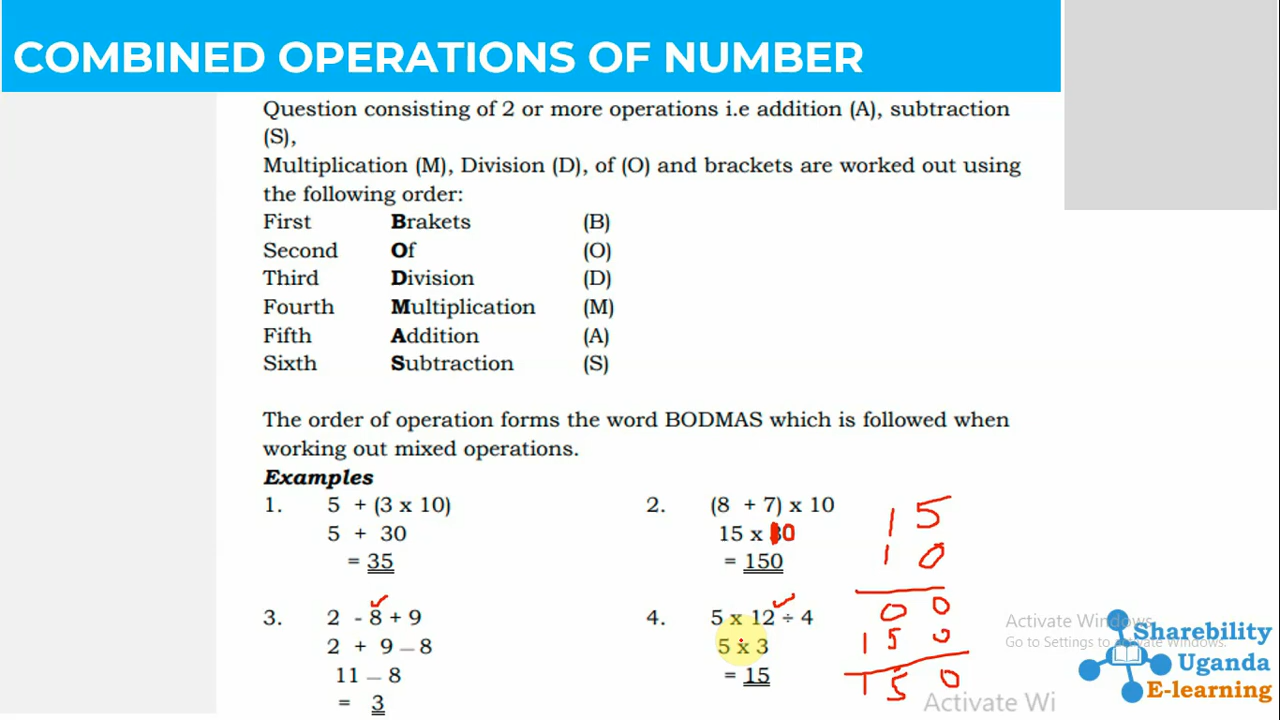 COMBINED OPERATIONS OF NUMBER
Question consisting of 2 or more operations i.e addition (A), subtraction
(S),
Multiplication (M), Division (D), of (O) and brackets are worked out using
the following order:
First Brakets (B)
Second Of (O)
Third Division (D)
Fourth Multiplication (M)
Fifth Addition (A)
Sixth Subtraction (S)
The order of operation forms the word BODMAS which is followed when
working out mixed operations.
Examples
1. 5 + (3 x 10)
5 + 30
= 35
2. (8 + 7) x 10
15 x 10
= 150
15
10
00
150
150
3. 2 - 8 + 9
2 + 9 – 8
11 – 8
= 3
4. 5 x 12 ÷ 4
5 x 3
= 15
Activate Windows
Go to Settings to activate Windows.
Activate Wi
Sharebility
Uganda
E-learning